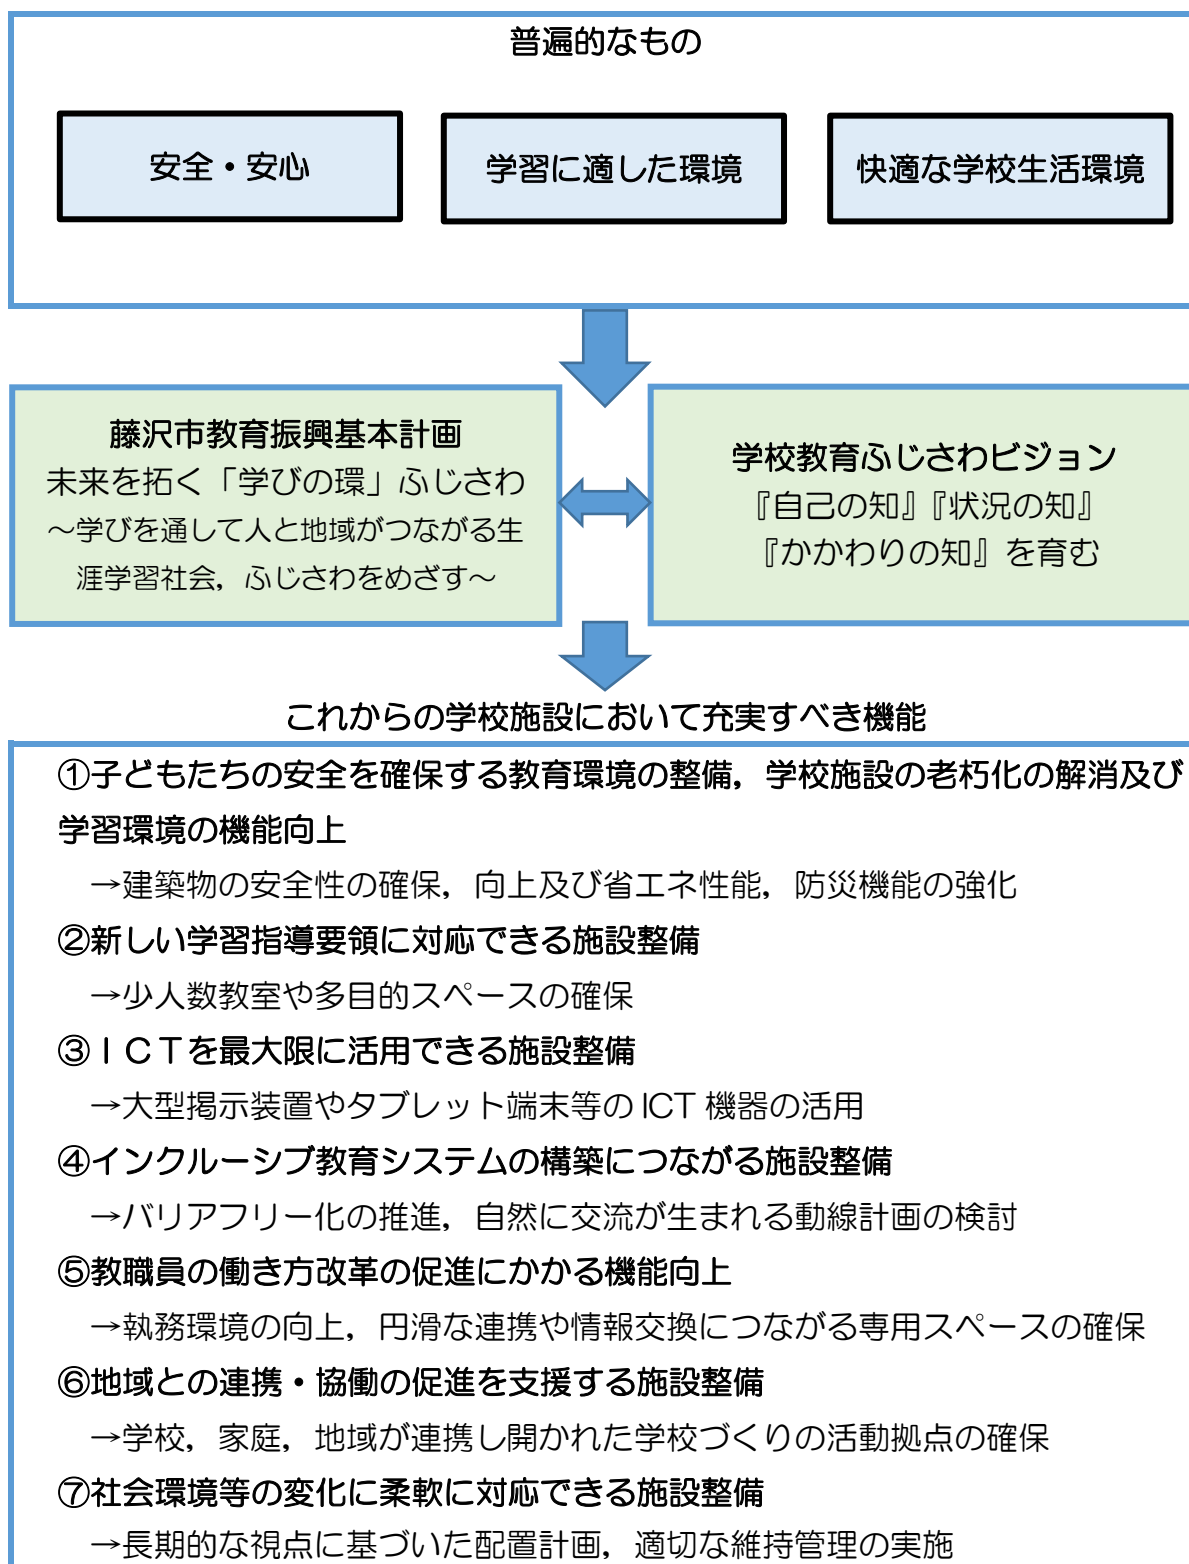 普遍的なもの
安全・安心
学習に適した環境
快適な学校生活環境
藤沢市教育振興基本計画
未来を拓く「学びの環」ふじさわ
～学びを通して人と地域がつながる生
涯学習社会，ふじさわをめざす～
学校教育ふじさわビジョン
『自己の知』『状況の知』
『かかわりの知』を育む
これからの学校施設において充実すべき機能
①子どもたちの安全を確保する教育環境の整備，学校施設の老朽化の解消及び
学習環境の機能向上
→建築物の安全性の確保，向上及び省エネ性能，防災機能の強化
②新しい学習指導要領に対応できる施設整備
→少人数教室や多目的スペースの確保
③ＩＣＴを最大限に活用できる施設整備
→大型掲示装置やタブレット端末等の ICT 機器の活用
④インクルーシブ教育システムの構築につながる施設整備
→バリアフリー化の推進，自然に交流が生まれる動線計画の検討
⑤教職員の働き方改革の促進にかかる機能向上
→執務環境の向上，円滑な連携や情報交換につながる専用スペースの確保
⑥地域との連携・協働の促進を支援する施設整備
→学校，家庭，地域が連携し開かれた学校づくりの活動拠点の確保
⑦社会環境等の変化に柔軟に対応できる施設整備
→長期的な視点に基づいた配置計画，適切な維持管理の実施